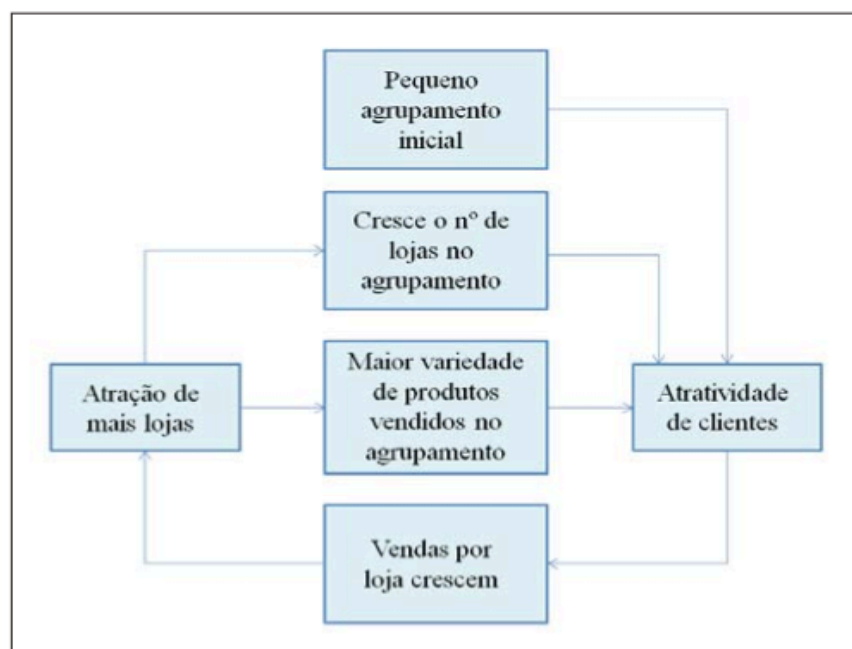 Pequeno
agrupamento
inicial
Cresce o nº de
lojas no
agrupamento
Atração de
mais lojas
Maior variedade
de produtos
vendidos no
agrupamento
Atratividade
de clientes
Vendas por
loja crescem